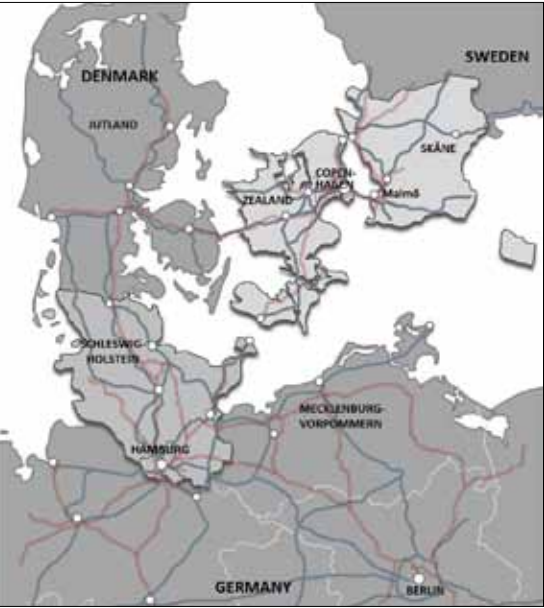 SWEDEN
DENMARK
JUTLAND
SKÅNE
COPEN-
HAGEN
ZEALAND
Malmö
SCHLESWIG-
HOLSTEIN
MECKLENBURG-
VORPOMMERN
HAMBURG
GERMANY
BERLIN